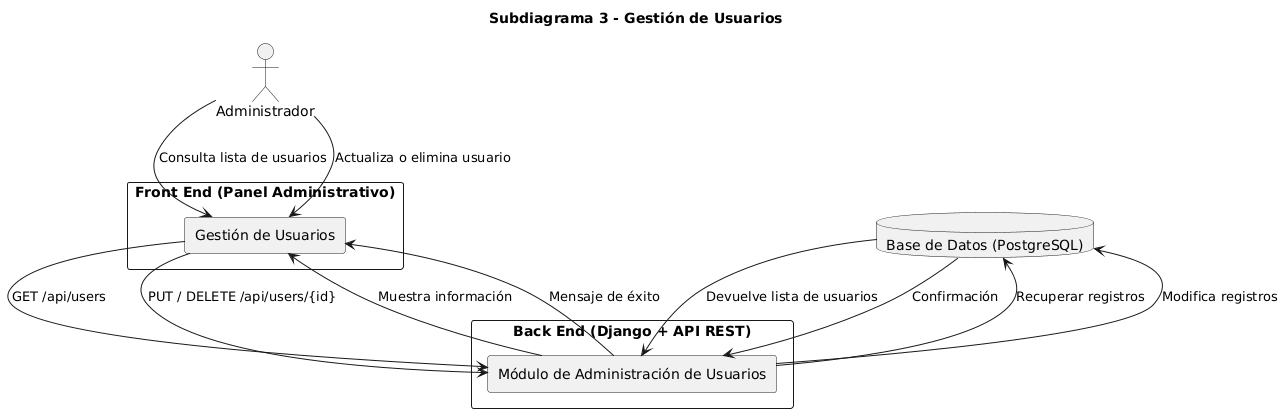 Subdiagrama 3 - Gestión de Usuarios
Administrador
Consulta lista de usuarios
Actualiza o elimina usuario
Front End (Panel Administrativo)
Gestión de Usuarios
Base de Datos (PostgreSQL)
GET /api/users
PUT / DELETE /api/users/{id}
Muestra información
Mensaje de éxito
Devuelve lista de usuarios
Confirmación
Recuperar registros
Modifica registros
Back End (Django + API REST)
Módulo de Administración de Usuarios